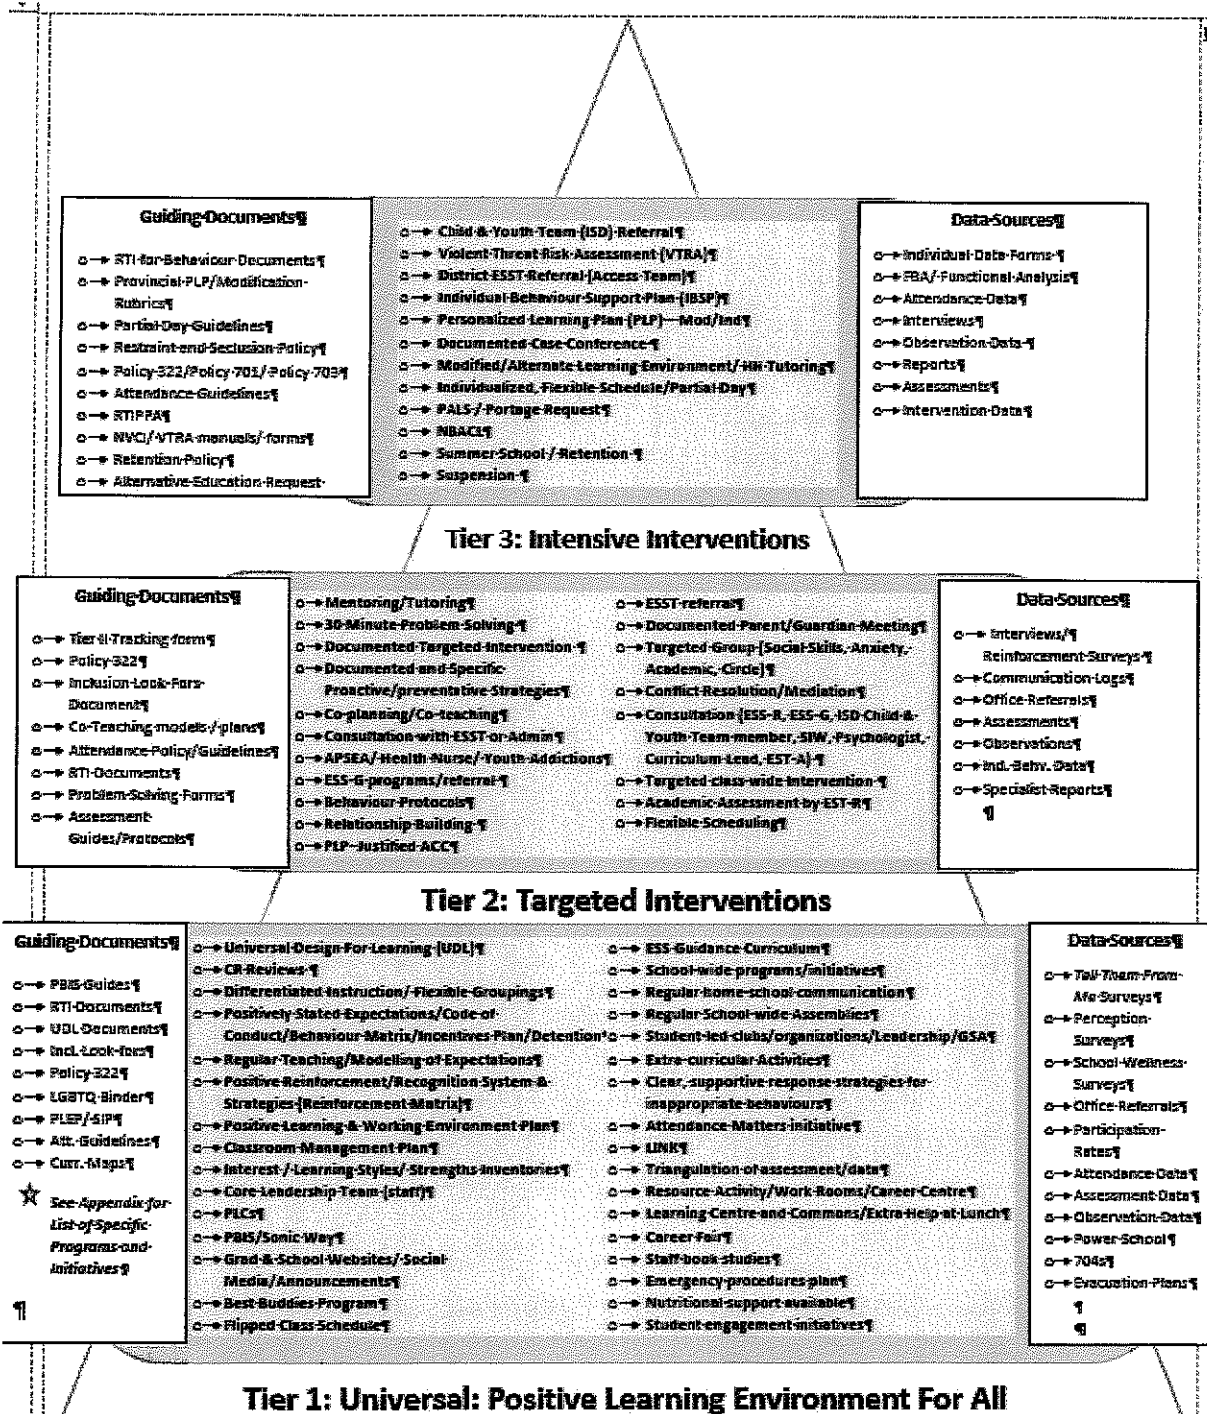 Guiding Documents¶
RTI for Behaviour Documents¶
Provincial PLP/Modification
Rubrics¶
Partial Day Guidelines¶
Restraint and Seclusion Policy¶
Policy 322/Policy 701/ Policy 703¶
Attendance Guidelines¶
RTIPFA¶
NVCI/ VTRA manuals/ forms¶
Retention Policy¶
Alternative Education Request
Child & Youth Team (ISD) Referral¶
Violent Threat Risk Assessment (VTRA)¶
District ESST Referral (Access Team)¶
Individual Behaviour Support Plan (IBSP)¶
Personalized Learning Plan (PLP)—Mod/Ind¶
Documented Case Conference ¶
Modified/Alternate Learning Environment/ HH Tutoring¶
Individualized, Flexible Schedule/Partial Day¶
PALS / Portage Request¶
NBACL¶
Summer School / Retention ¶
Suspension ¶
Data Sources¶
Individual Data Forms ¶
FBA/ Functional Analysis¶
Attendance Data¶
Interviews¶
Observation Data ¶
Reports¶
Assessments¶
Intervention Data¶
Tier 3: Intensive Interventions
Guiding Documents¶
Tier II Tracking form¶
Policy 322¶
Inclusion Look Fors
Document¶
Co Teaching models / plans¶
Attendance Policy/Guidelines¶
RTI Documents¶
Problem Solving Forms¶
Assessment
Guides/Protocols¶
Mentoring/Tutoring¶
30 Minute Problem Solving¶
Documented Targeted Intervention ¶
Documented and Specific
Proactive/preventative Strategies¶
Co planning/Co teaching¶
Consultation with ESST or Admin¶
APSEA/ Health Nurse/ Youth Addictions¶
ESS G programs/referral ¶
Behaviour Protocols¶
Relationship Building ¶
PLP Justified ACC¶
ESST referral¶
Documented Parent/Guardian Meeting¶
Targeted Group (Social Skills, Anxiety,
Academic, Circle)¶
Conflict Resolution/Mediation¶
Consultation (ESS-R, ESS-G, ISD Child &
Youth Team member, SIW, Psychologist,
Curriculum Lead, EST-A) ¶
Targeted class-wide Intervention ¶
Academic Assessment by EST-R¶
Flexible Scheduling¶
Data Sources¶
Interviews/¶
Reinforcement Surveys ¶
Communication Logs¶
Office Referrals¶
Assessments¶
Observations¶
Ind. Behv. Data¶
Specialist Reports¶
¶
Tier 2: Targeted Interventions
Guiding Documents¶
PBIS Guides¶
RTI Documents¶
UDL Documents¶
Incl. Look fors¶
Policy 322¶
LGBTQ Binder¶
PLEP/ SIP¶
Att. Guidelines¶
Curr. Maps¶
See Appendix for
List of Specific
Programs and
Initiatives¶
¶
Universal Design For Learning (UDL)¶
CR Reviews ¶
Differentiated Instruction/ Flexible Groupings¶
Positively Stated Expectations/Code of
Conduct/Behaviour Matrix/Incentives Plan/Detention
Regular Teaching/Modelling of Expectations¶
Positive Reinforcement/Recognition System &
Strategies (Reinforcement Matrix)¶
Positive Learning & Working Environment Plan¶
Classroom Management Plan¶
Interest / Learning Styles/ Strengths Inventories¶
Core Leadership Team (staff)¶
PLCs¶
PBIS/Sonic Way¶
Grad & School Websites/ Social
Media/Announcements¶
Best Buddies Program¶
Flipped Class Schedule¶
ESS Guidance Curriculum¶
School wide programs/initiatives¶
Regular home school communication¶
Regular School wide Assemblies¶
Student led clubs/organizations/Leadership/GSA¶
Extra curricular Activities¶
Clear, supportive response strategies for
inappropriate behaviours¶
Attendance Matters initiative¶
LINK¶
Triangulation of assessment/data¶
Resource Activity/Work Rooms/Career Centre¶
Learning Centre and Commons/Extra Help at Lunch¶
Career Fair¶
Staff book studies¶
Emergency procedures plan¶
Nutritional support available¶
Student engagement initiatives¶
Data Sources¶
Tell Them From
Me Surveys ¶
Perception
Surveys¶
School Wellness
Surveys¶
Office Referrals¶
Participation
Rates¶
Attendance Data¶
Assessment Data¶
Observation Data¶
Power School¶
704s¶
Evacuation Plans ¶
¶
¶
Tier 1: Universal: Positive Learning Environment For All